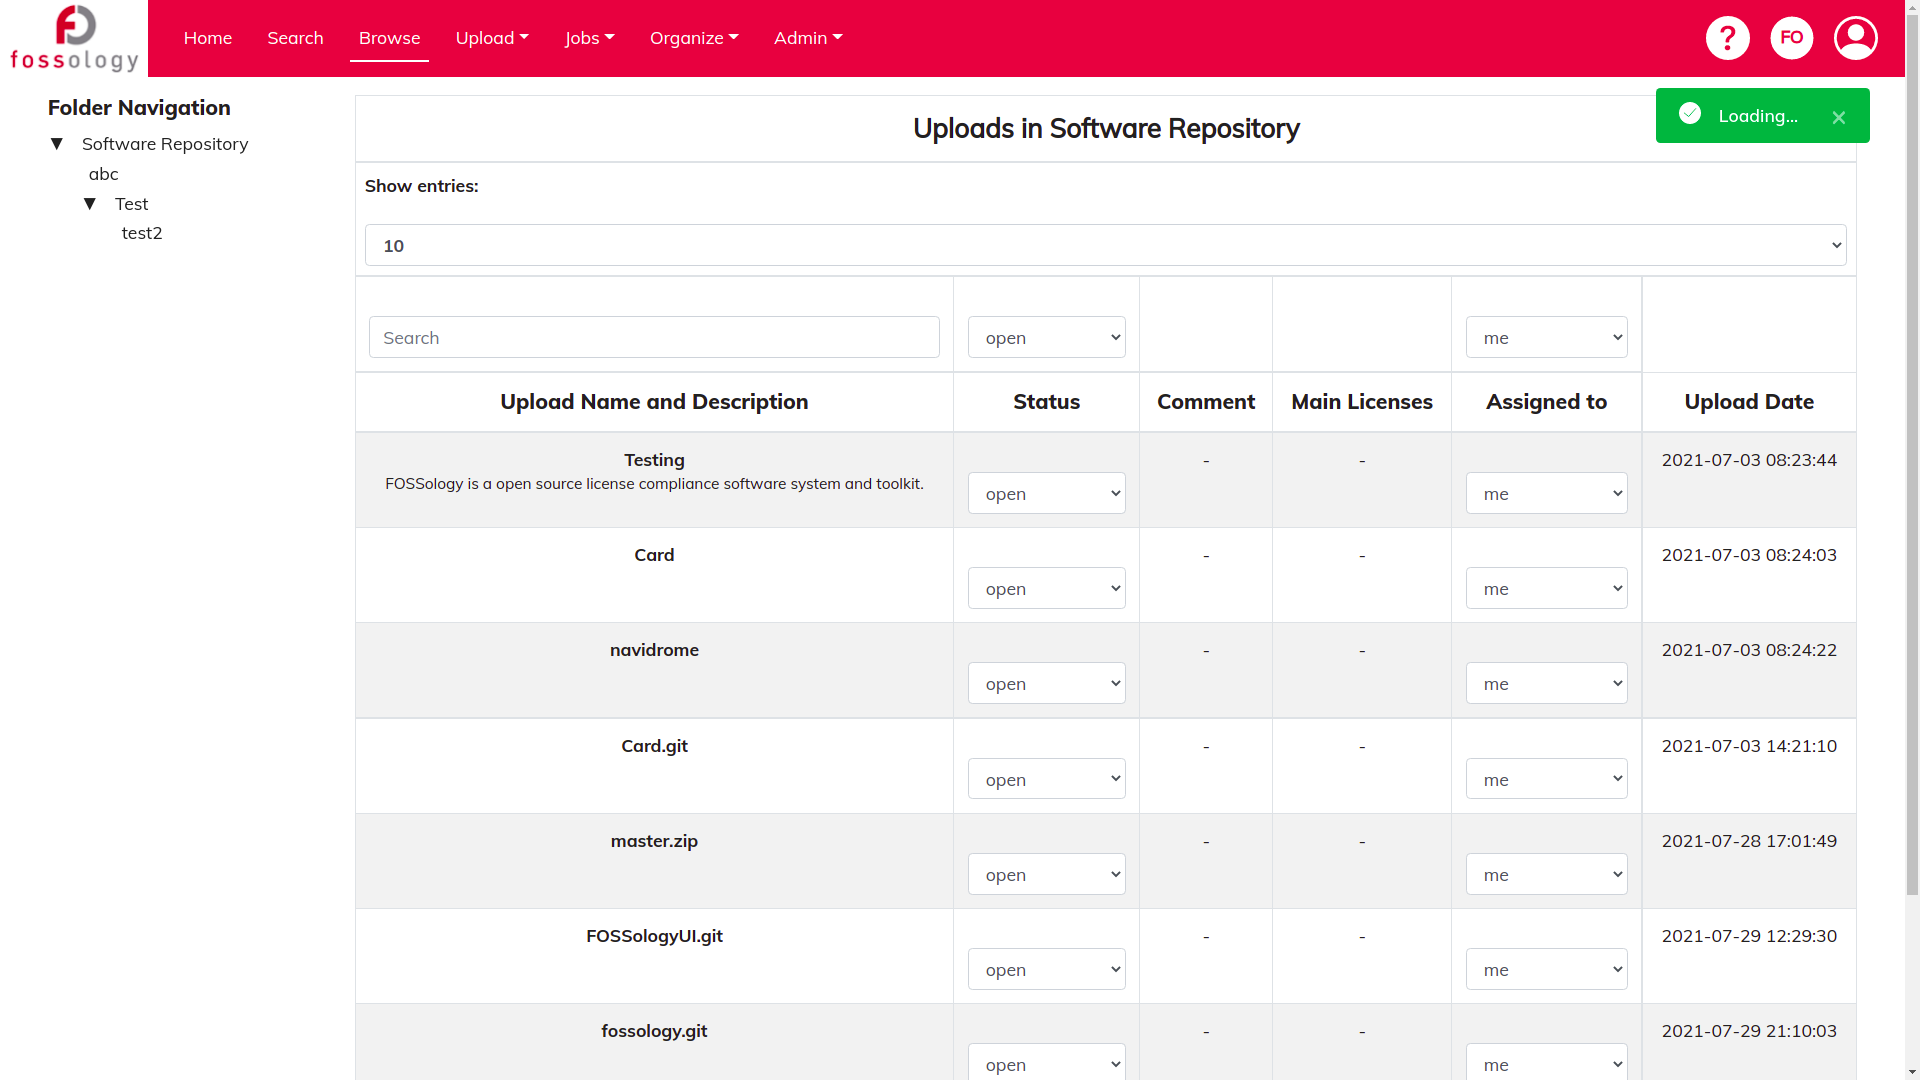 fossology
Home Search Browse Upload Jobs Organize Admin ? FO
Folder Navigation
Software Repository
abc
Test
test2
Loading...
Uploads in Software Repository
Show entries:
10
Search open me
Upload Name and Description Status Comment Main Licenses Assigned to Upload Date
Testing - - 2021-07-03 08:23:44
FOSSology is a open source license compliance software system and toolkit.
open me
Card - - 2021-07-03 08:24:03
open me
navidrome - - 2021-07-03 08:24:22
open me
Card.git - - 2021-07-03 14:21:10
open me
master.zip - - 2021-07-28 17:01:49
open me
FOSSologyUI.git - - 2021-07-29 12:29:30
open me
fossology.git - - 2021-07-29 21:10:03
open me